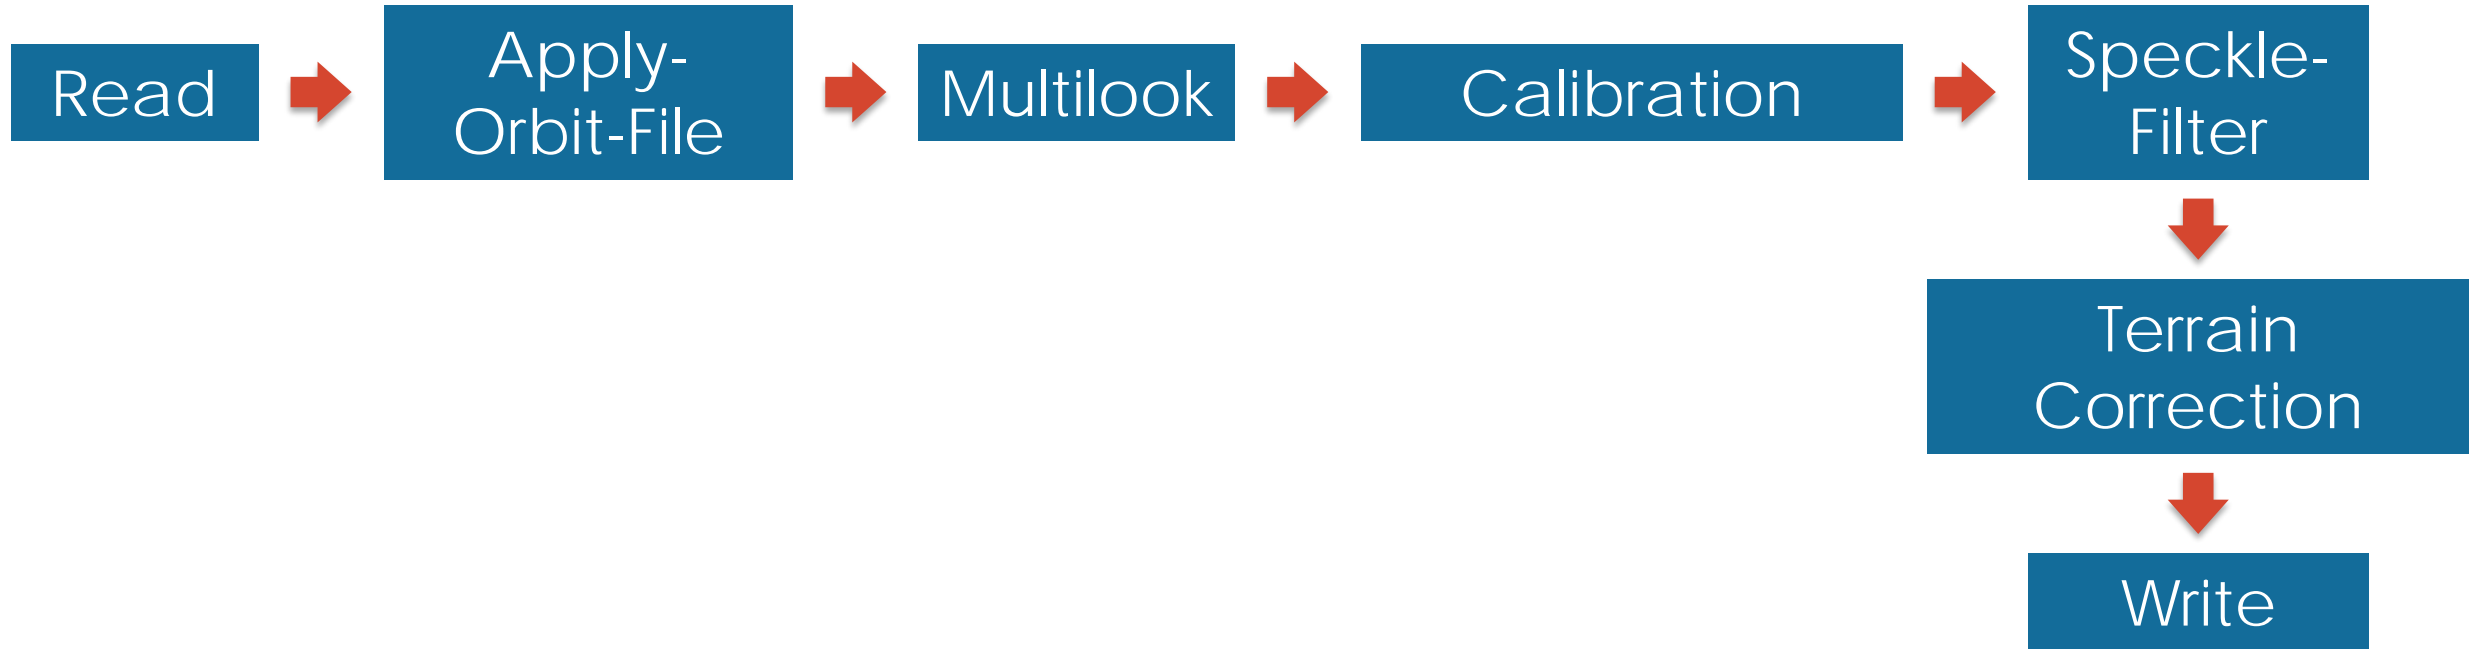 Read
Apply-
Orbit-File
Multilook
Calibration
Speckle-
Filter
Terrain
Correction
Write